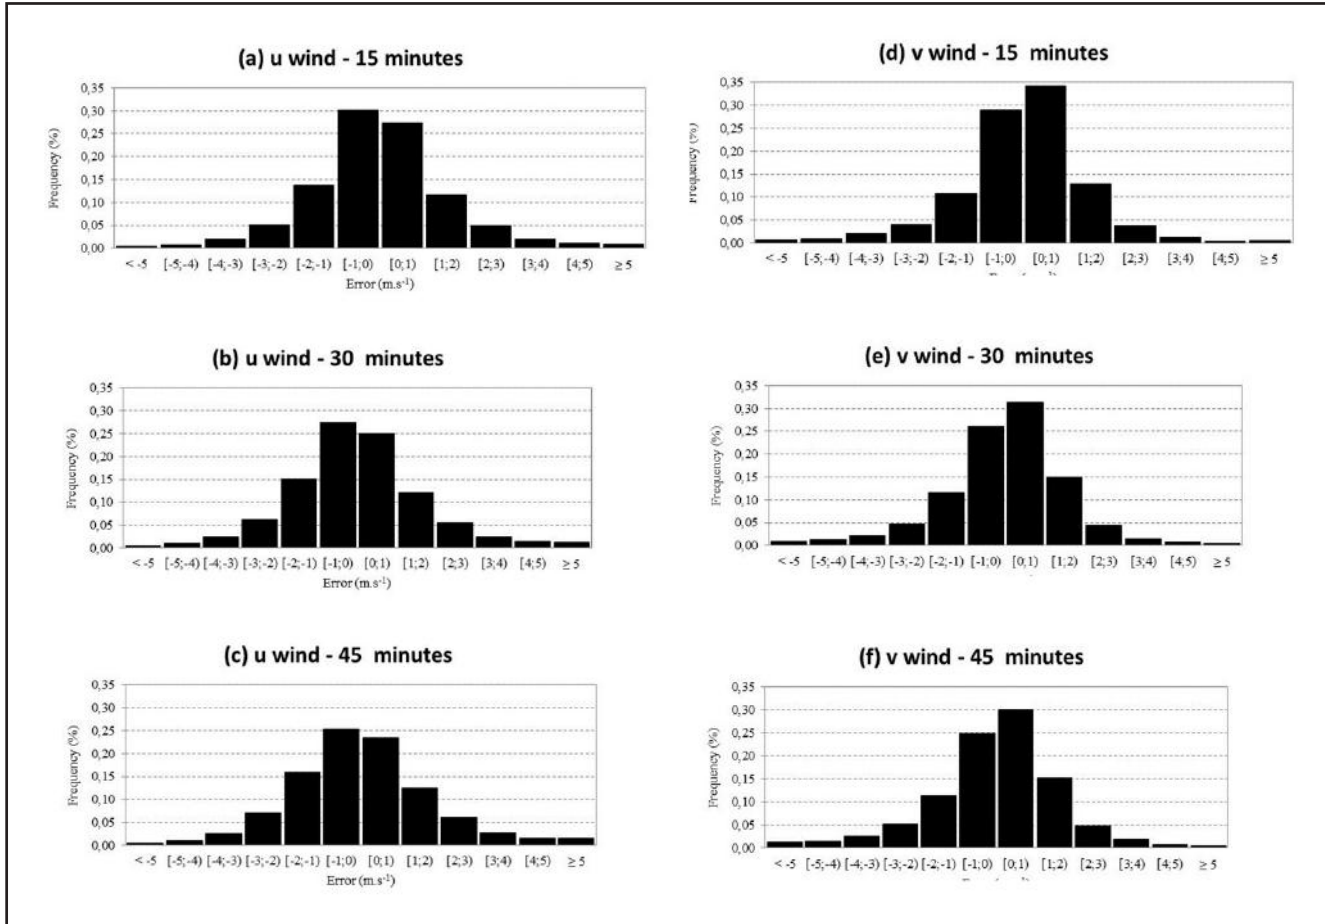 (a) u wind - 15 minutes
0,35
0,30
0,25
0,20
0,15
0,10
0,05
0,00
Frequency (%)
< -5 [-5;-4) [-4;-3) [-3;-2) [-2;-1) [-1;0) [0;1) [1;2) [2;3) [3;4) [4;5) ≥ 5
Error (m.s⁻¹)
(d) v wind - 15 minutes
0,35
0,30
0,25
0,20
0,15
0,10
0,05
0,00
Frequency (%)
< -5 [-5;-4) [-4;-3) [-3;-2) [-2;-1) [-1;0) [0;1) [1;2) [2;3) [3;4) [4;5) ≥ 5
(b) u wind - 30 minutes
0,35
0,30
0,25
0,20
0,15
0,10
0,05
0,00
Frequency (%)
< -5 [-5;-4) [-4;-3) [-3;-2) [-2;-1) [-1;0) [0;1) [1;2) [2;3) [3;4) [4;5) ≥ 5
Error (m.s⁻¹)
(e) v wind - 30 minutes
0,35
0,30
0,25
0,20
0,15
0,10
0,05
0,00
Frequency (%)
< -5 [-5;-4) [-4;-3) [-3;-2) [-2;-1) [-1;0) [0;1) [1;2) [2;3) [3;4) [4;5) ≥ 5
(c) u wind - 45 minutes
0,35
0,30
0,25
0,20
0,15
0,10
0,05
0,00
Frequency (%)
< -5 [-5;-4) [-4;-3) [-3;-2) [-2;-1) [-1;0) [0;1) [1;2) [2;3) [3;4) [4;5) ≥ 5
Error (m.s⁻¹)
(f) v wind - 45 minutes
0,35
0,30
0,25
0,20
0,15
0,10
0,05
0,00
Frequency (%)
< -5 [-5;-4) [-4;-3) [-3;-2) [-2;-1) [-1;0) [0;1) [1;2) [2;3) [3;4) [4;5) ≥ 5